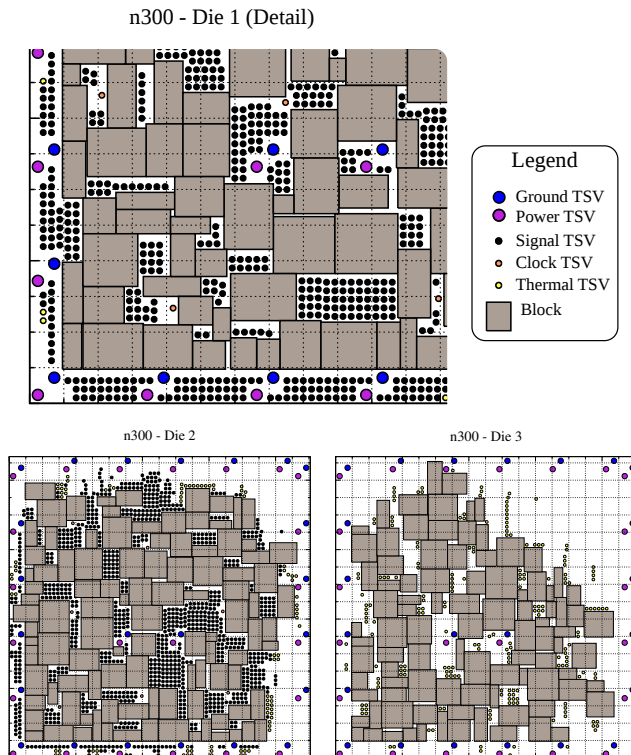 n300 - Die 1 (Detail)
Legend
Ground TSV
Power TSV
Signal TSV
Clock TSV
Thermal TSV
Block
n300 - Die 2
n300 - Die 3